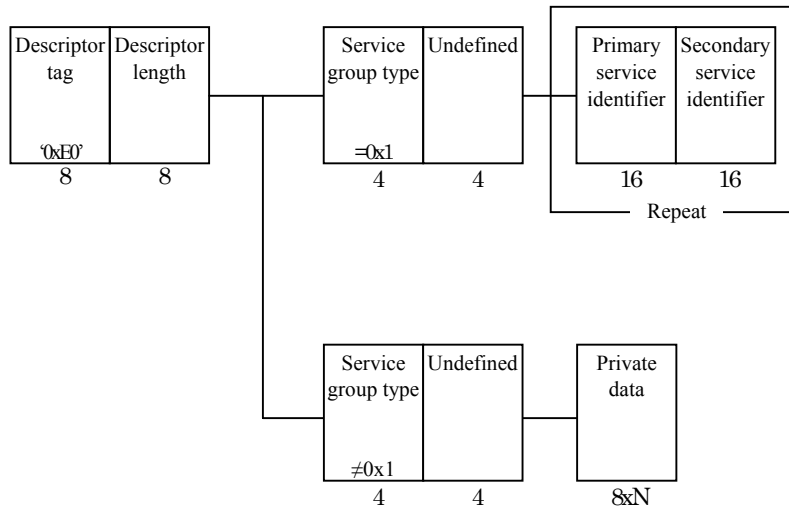 Descriptor tag
Descriptor length
‘0xE0’
8
8
Service group type
Undefined
=0x1
4
4
Primary service identifier
Secondary service identifier
16
16
Repeat
Service group type
Undefined
≠0x1
4
4
Private data
8xN